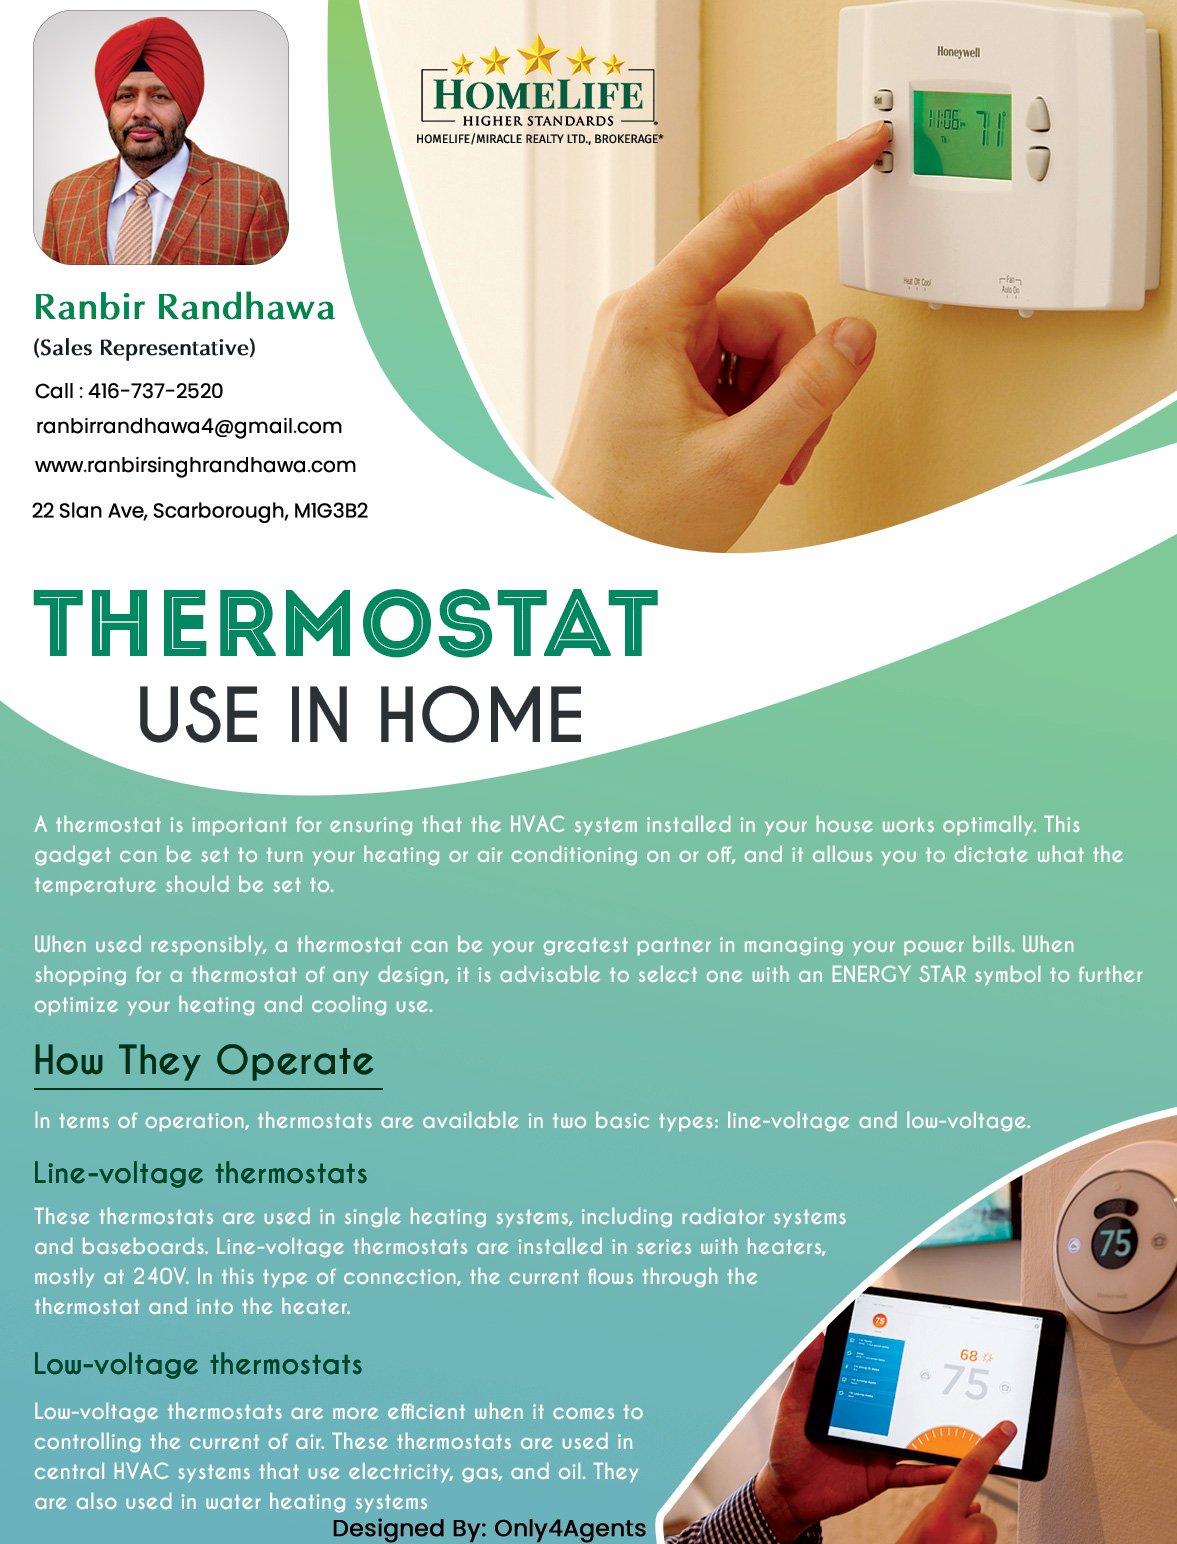 HOMELIFE
HIGHER STANDARDS
HOMELIFE/MIRACLE REALTY LTD., BROKERAGE*
Honeywell
11:06
71°
Heat Off Cool
Fan
Auto On
Ranbir Randhawa
(Sales Representative)
Call : 416-737-2520
ranbirrandhawa4@gmail.com
www.ranbirsinghrandhawa.com
22 Slan Ave, Scarborough, M1G3B2
THERMOSTAT
USE IN HOME
A thermostat is important for ensuring that the HVAC system installed in your house works optimally. This
gadget can be set to turn your heating or air conditioning on or off, and it allows you to dictate what the
temperature should be set to.
When used responsibly, a thermostat can be your greatest partner in managing your power bills. When
shopping for a thermostat of any design, it is advisable to select one with an ENERGY STAR symbol to further
optimize your heating and cooling use.
How They Operate
In terms of operation, thermostats are available in two basic types: line-voltage and low-voltage.
Line-voltage thermostats
These thermostats are used in single heating systems, including radiator systems
and baseboards. Line-voltage thermostats are installed in series with heaters,
mostly at 240V. In this type of connection, the current flows through the
thermostat and into the heater.
Low-voltage thermostats
Low-voltage thermostats are more efficient when it comes to
controlling the current of air. These thermostats are used in
central HVAC systems that use electricity, gas, and oil. They
are also used in water heating systems
75
Honeywell
75
68
75
Designed By: Only4Agents